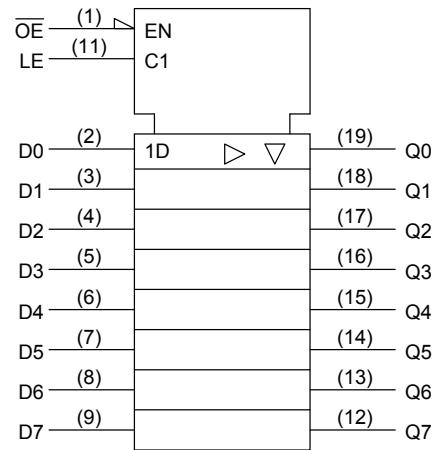 O̅E̅ (1) EN
LE (11) C1
D0 (2) 1D (19) Q0
D1 (3) (18) Q1
D2 (4) (17) Q2
D3 (5) (16) Q3
D4 (6) (15) Q4
D5 (7) (14) Q5
D6 (8) (13) Q6
D7 (9) (12) Q7